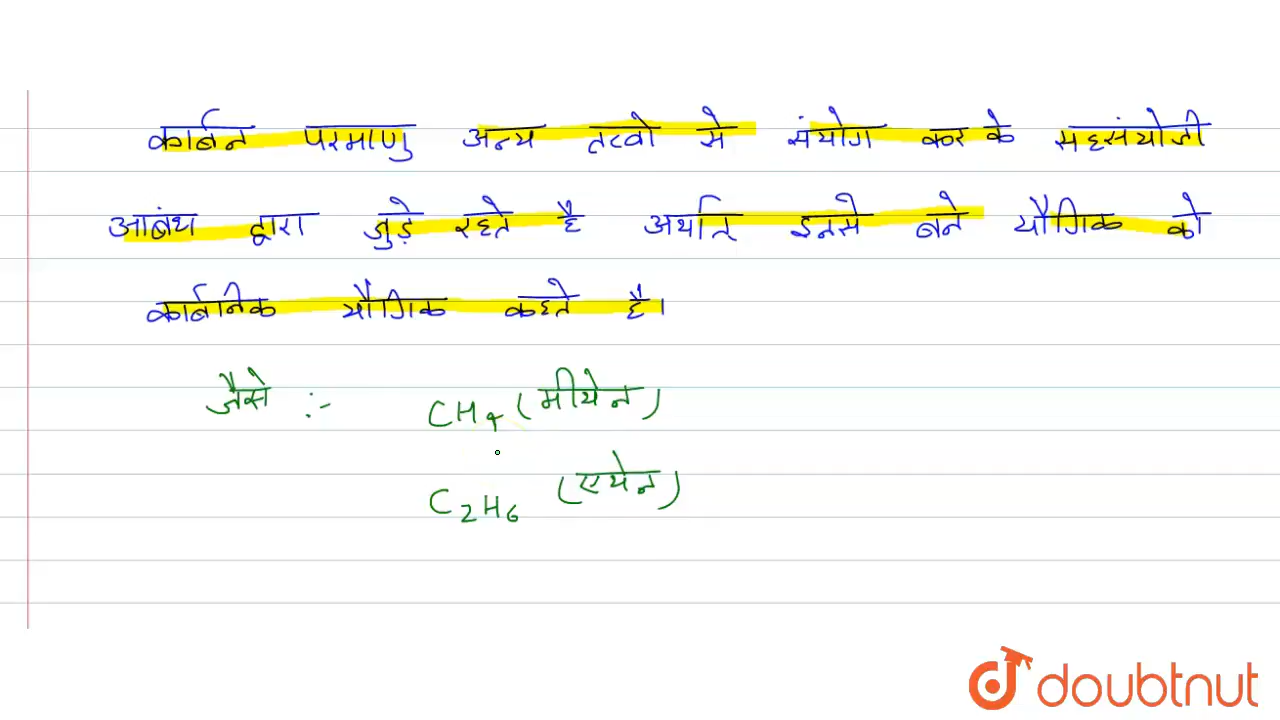 कार्बन परमाणु अन्य तत्वो से संयोग कर के सहसंयोजी
आबंध द्वारा जुड़े रहते है अर्थात इनसे बने यौगिक को
कार्बनिक यौगिक कहते है।
जैसे :- CH4 (मीथेन)
C2H6 (एथेन)
doubtnut